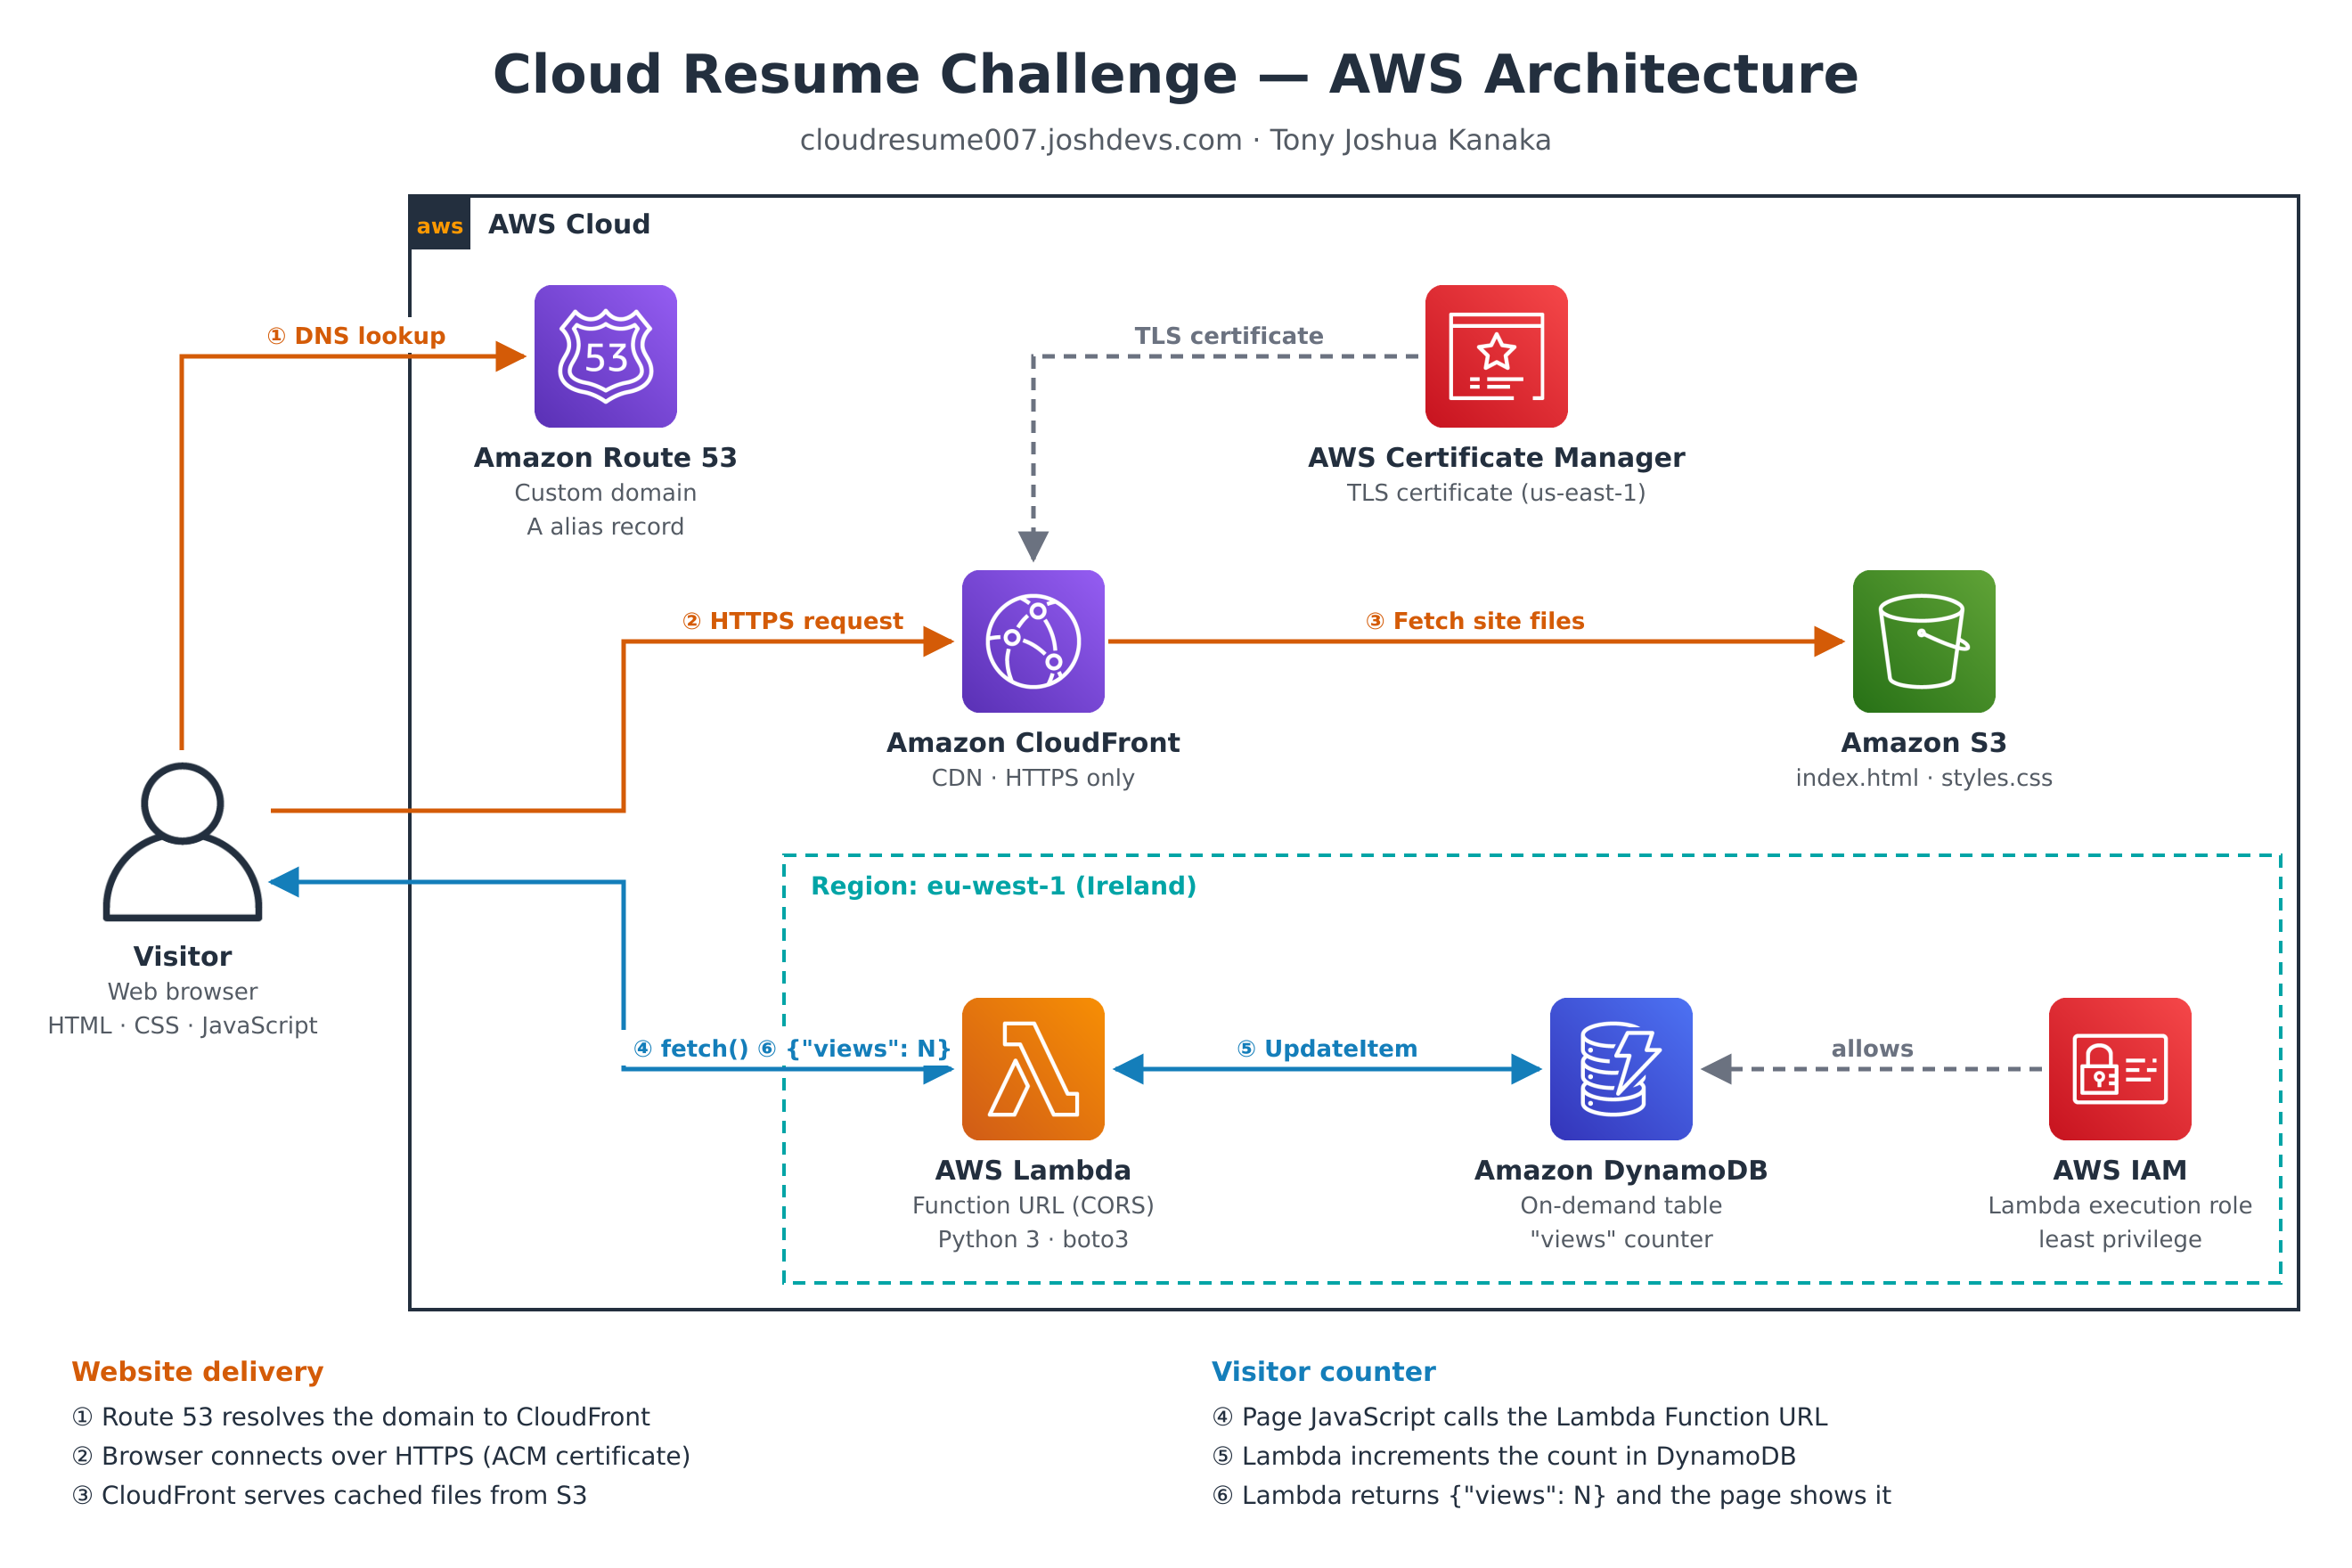 Cloud Resume Challenge — AWS Architecture
cloudresume007.joshdevs.com · Tony Joshua Kanaka
aws
AWS Cloud
① DNS lookup
53
Amazon Route 53
Custom domain
A alias record
TLS certificate
AWS Certificate Manager
TLS certificate (us-east-1)
② HTTPS request
Amazon CloudFront
CDN · HTTPS only
③ Fetch site files
Amazon S3
index.html · styles.css
Visitor
Web browser
HTML · CSS · JavaScript
Region: eu-west-1 (Ireland)
④ fetch() ⑥ {"views": N}
AWS Lambda
Function URL (CORS)
Python 3 · boto3
⑤ UpdateItem
Amazon DynamoDB
On-demand table
"views" counter
allows
AWS IAM
Lambda execution role
least privilege
Website delivery
① Route 53 resolves the domain to CloudFront
② Browser connects over HTTPS (ACM certificate)
③ CloudFront serves cached files from S3
Visitor counter
④ Page JavaScript calls the Lambda Function URL
⑤ Lambda increments the count in DynamoDB
⑥ Lambda returns {"views": N} and the page shows it